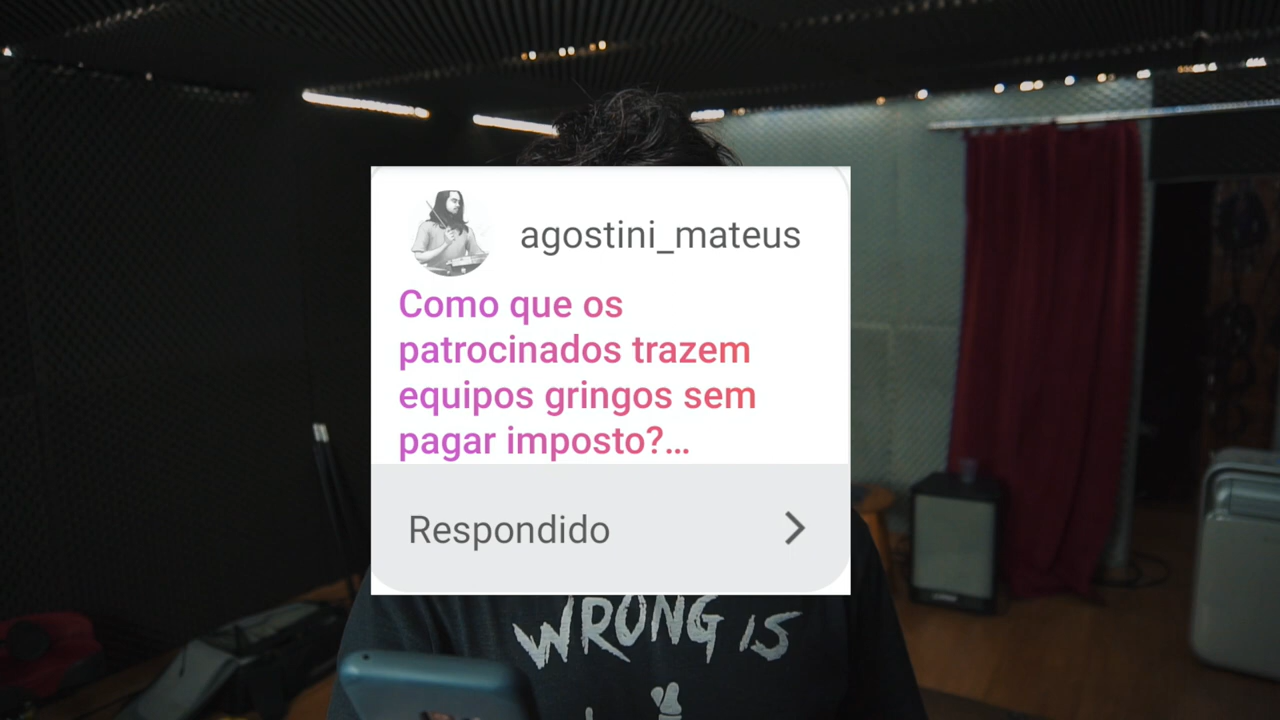 agostini_mateus
Como que os
patrocinados trazem
equipos gringos sem
pagar imposto?...
Respondido
WRONG IS